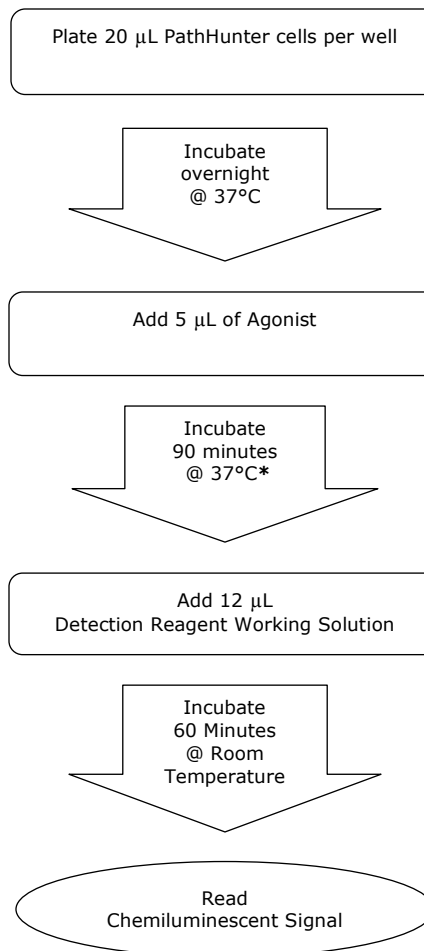 Plate 20 µL PathHunter cells per well
Incubate
overnight
@ 37°C
Add 5 µL of Agonist
Incubate
90 minutes
@ 37°C*
Add 12 µL
Detection Reagent Working Solution
Incubate
60 Minutes
@ Room
Temperature
Read
Chemiluminescent Signal